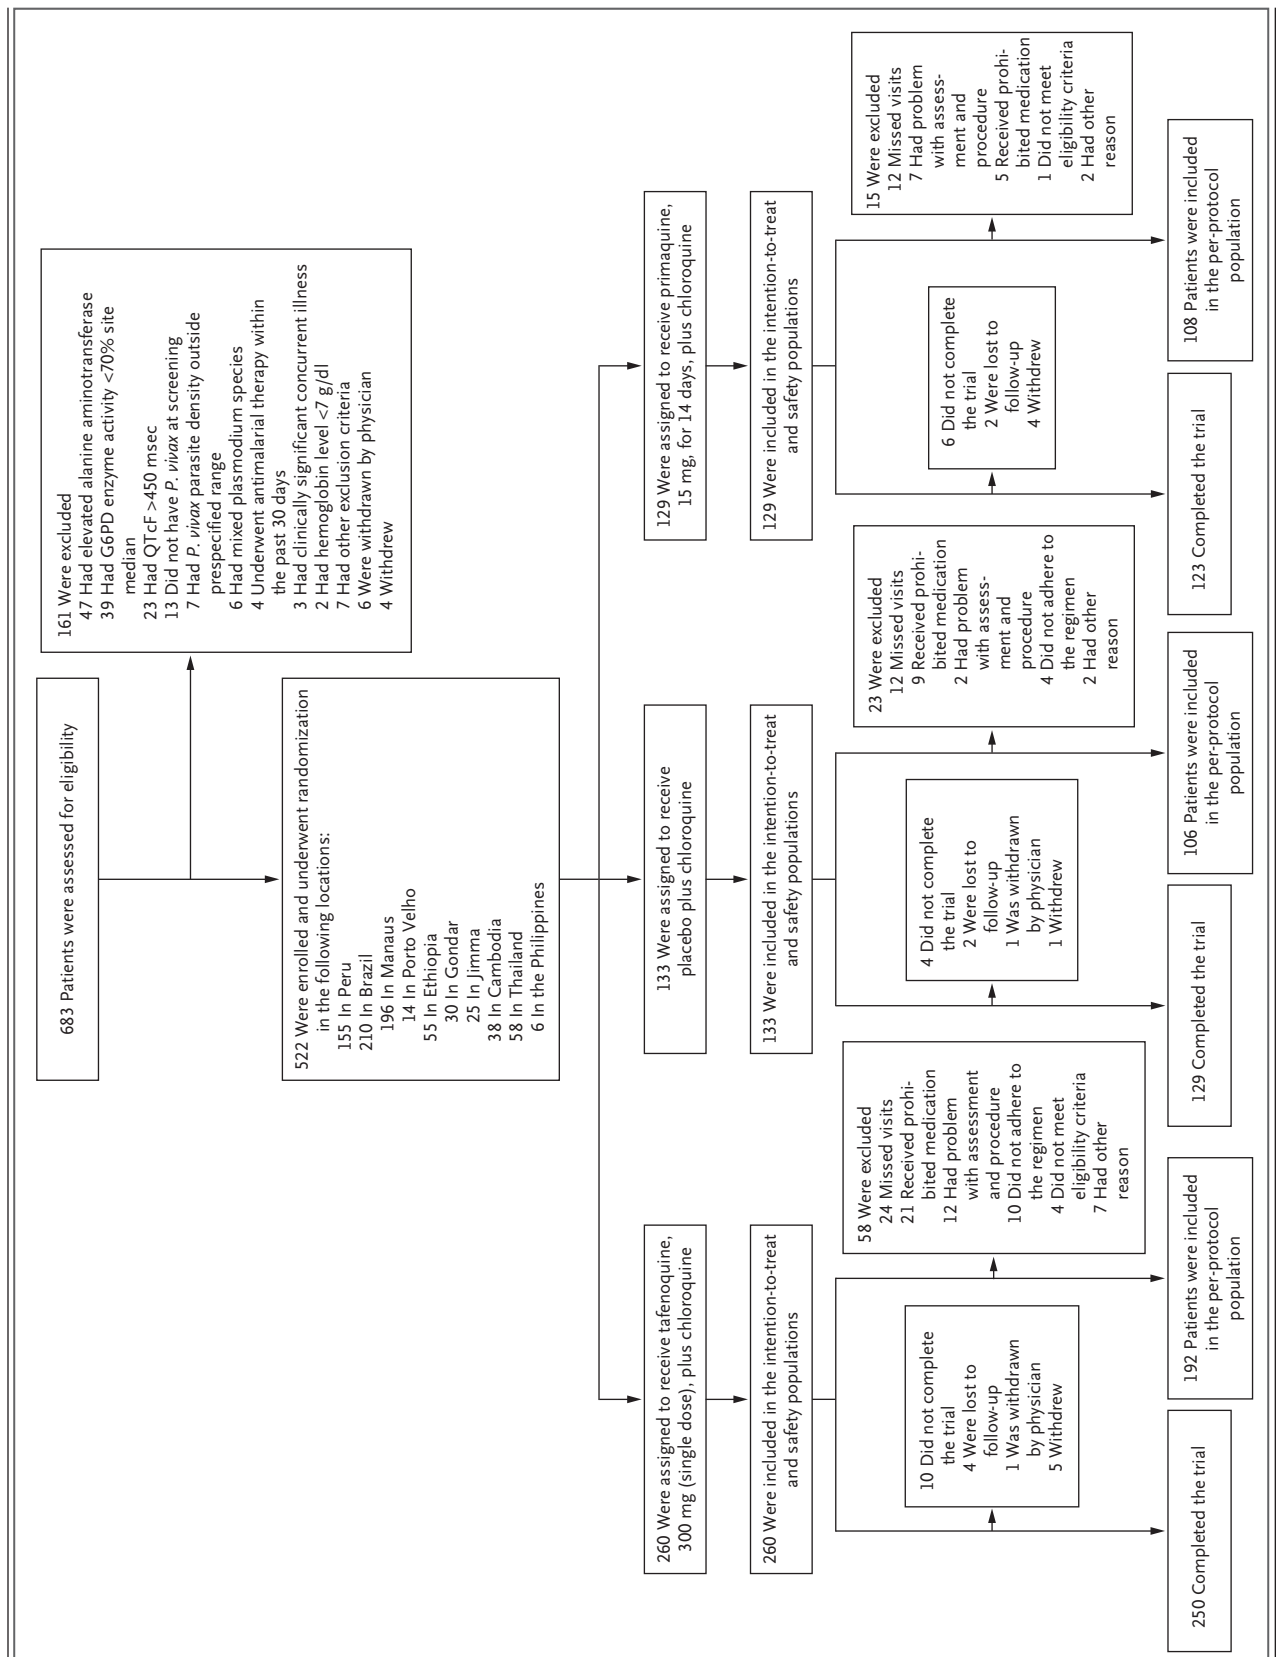 683 Patients were assessed for eligibility
161 Were excluded
47 Had elevated alanine aminotransferase
39 Had G6PD enzyme activity <70% site
median
23 Had QTcF >450 msec
13 Did not have P. vivax at screening
7 Had P. vivax parasite density outside
prespecified range
6 Had mixed plasmodium species
4 Underwent antimalarial therapy within
the past 30 days
3 Had clinically significant concurrent illness
2 Had hemoglobin level <7 g/dl
7 Had other exclusion criteria
6 Were withdrawn by physician
4 Withdrew
522 Were enrolled and underwent randomization
in the following locations:
155 In Peru
210 In Brazil
196 In Manaus
14 In Porto Velho
55 In Ethiopia
30 In Gondar
25 In Jimma
38 In Cambodia
58 In Thailand
6 In the Philippines
260 Were assigned to receive tafenoquine,
300 mg (single dose), plus chloroquine
133 Were assigned to receive
placebo plus chloroquine
129 Were assigned to receive primaquine,
15 mg, for 14 days, plus chloroquine
260 Were included in the intention-to-treat
and safety populations
133 Were included in the intention-to-treat
and safety populations
129 Were included in the intention-to-treat
and safety populations
10 Did not complete
the trial
4 Were lost to
follow-up
1 Was withdrawn
by physician
5 Withdrew
58 Were excluded
24 Missed visits
21 Received prohi-
bited medication
12 Had problem
with assessment
and procedure
10 Did not adhere to
the regimen
4 Did not meet
eligibility criteria
7 Had other
reason
4 Did not complete
the trial
2 Were lost to
follow-up
1 Was withdrawn
by physician
1 Withdrew
23 Were excluded
12 Missed visits
9 Received prohi-
bited medication
2 Had problem
with assess-
ment and
procedure
4 Did not adhere to
the regimen
2 Had other
reason
6 Did not complete
the trial
2 Were lost to
follow-up
4 Withdrew
15 Were excluded
12 Missed visits
7 Had problem
with assess-
ment and
procedure
5 Received prohi-
bited medication
1 Did not meet
eligibility criteria
2 Had other
reason
250 Completed the trial
192 Patients were included
in the per-protocol
population
129 Completed the trial
106 Patients were included
in the per-protocol
population
123 Completed the trial
108 Patients were included
in the per-protocol
population